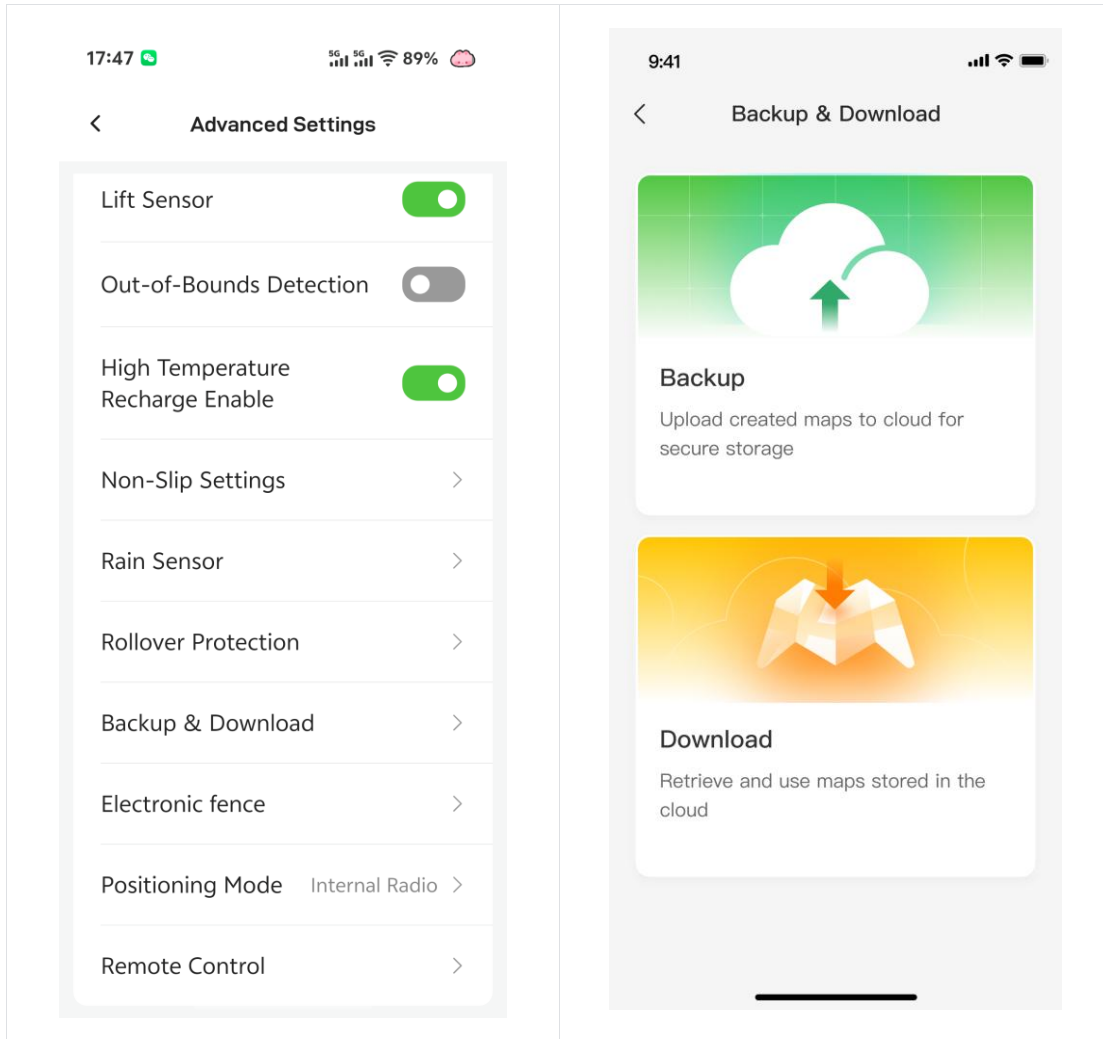 17:47
5G 5G 89%
Advanced Settings
Lift Sensor
Out-of-Bounds Detection
High Temperature
Recharge Enable
Non-Slip Settings
Rain Sensor
Rollover Protection
Backup & Download
Electronic fence
Positioning Mode Internal Radio
Remote Control
9:41
Backup & Download
Backup
Upload created maps to cloud for
secure storage
Download
Retrieve and use maps stored in the
cloud